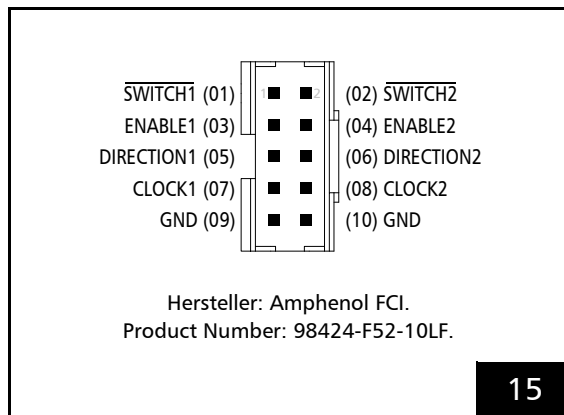 SWITCH1 (01) 1 2 (02) SWITCH2
ENABLE1 (03) (04) ENABLE2
DIRECTION1 (05) (06) DIRECTION2
CLOCK1 (07) (08) CLOCK2
GND (09) (10) GND
Hersteller: Amphenol FCI.
Product Number: 98424-F52-10LF.
15